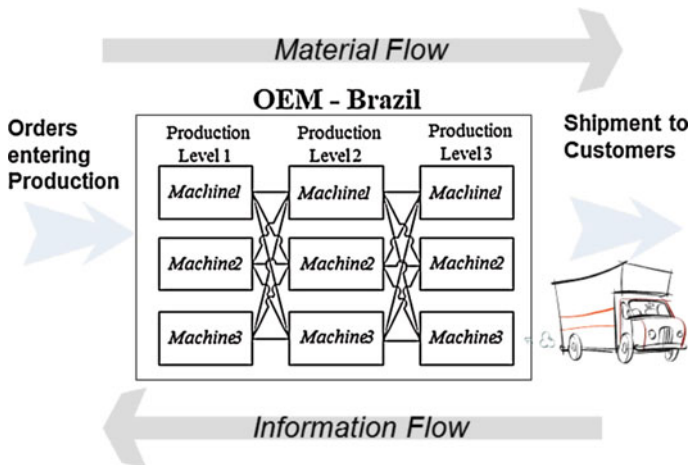 Material Flow
OEM - Brazil
Orders
entering
Production
Production
Level 1
Production
Level 2
Production
Level 3
Shipment to
Customers
Machine1
Machine1
Machine1
Machine2
Machine2
Machine2
Machine3
Machine3
Machine3
Information Flow